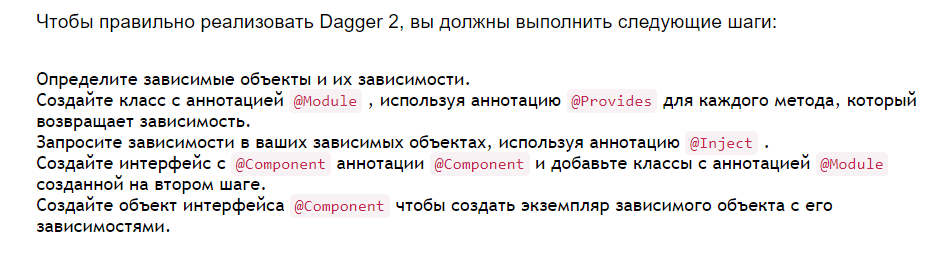 Чтобы правильно реализовать Dagger 2, вы должны выполнить следующие шаги:
Определите зависимые объекты и их зависимости.
Создайте класс с аннотацией @Module , используя аннотацию @Provides для каждого метода, который
возвращает зависимость.
Запросите зависимости в ваших зависимых объектах, используя аннотацию @Inject .
Создайте интерфейс с @Component аннотации @Component и добавьте классы с аннотацией @Module
созданной на втором шаге.
Создайте объект интерфейса @Component чтобы создать экземпляр зависимого объекта с его
зависимостями.